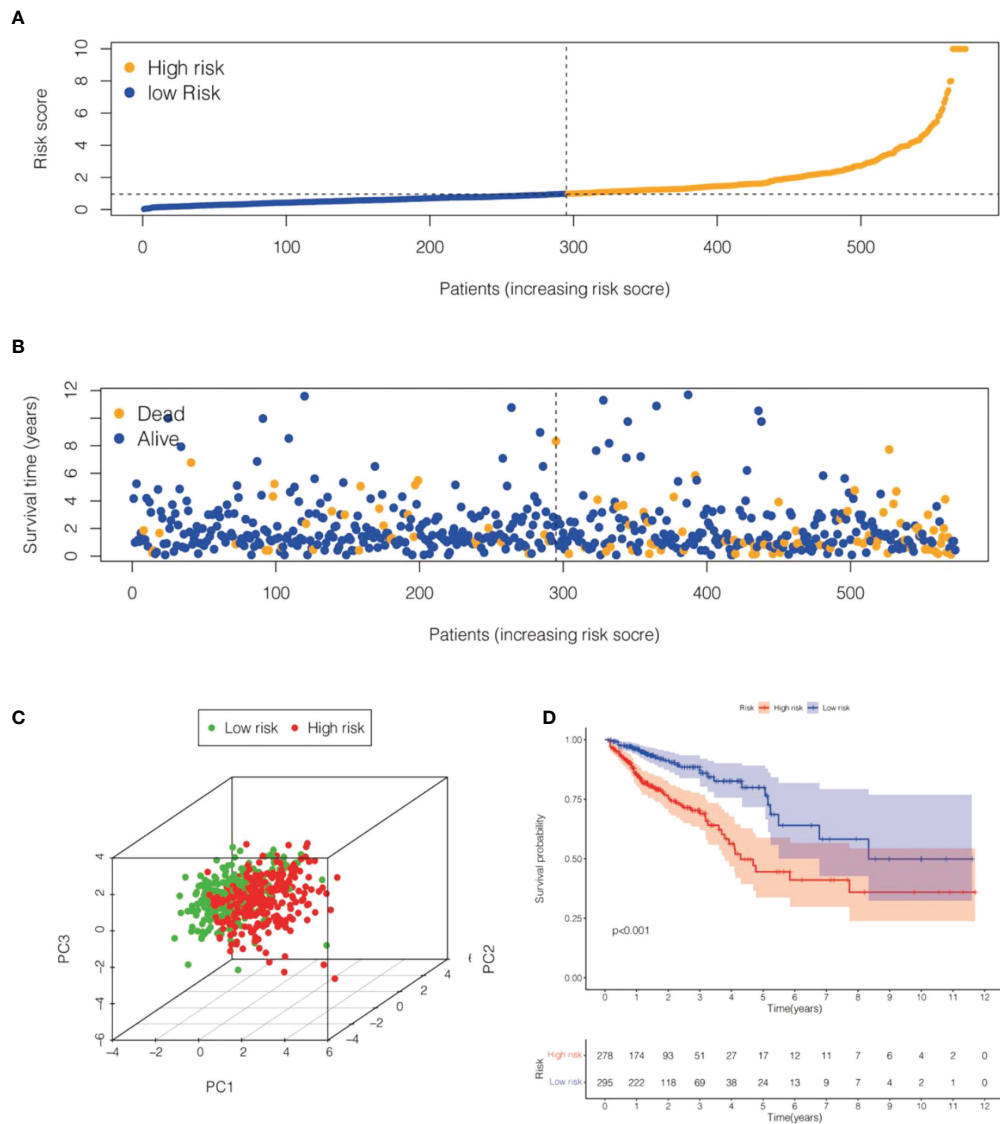 A
10
8
6
4
2
0
Risk score
High risk
low Risk
0 100 200 300 400 500
Patients (increasing risk socre)
B
12
10
8
6
4
2
0
Survival time (years)
Dead
Alive
0 100 200 300 400 500
Patients (increasing risk socre)
C
Low risk High risk
4
2
0
-2
-4
-6
PC3
-4 -2 0 2 4 6
PC1
-4
-2
0
2
4
PC2
D
Risk High risk Low risk
1.00
0.75
0.50
0.25
0.00
Survival probability
p<0.001
0 1 2 3 4 5 6 7 8 9 10 11 12
Time(years)
Risk
High risk 278 174 93 51 27 17 12 11 7 6 4 2 0
Low risk 295 222 118 69 38 24 13 9 7 4 2 1 0
0 1 2 3 4 5 6 7 8 9 10 11 12
Time(years)